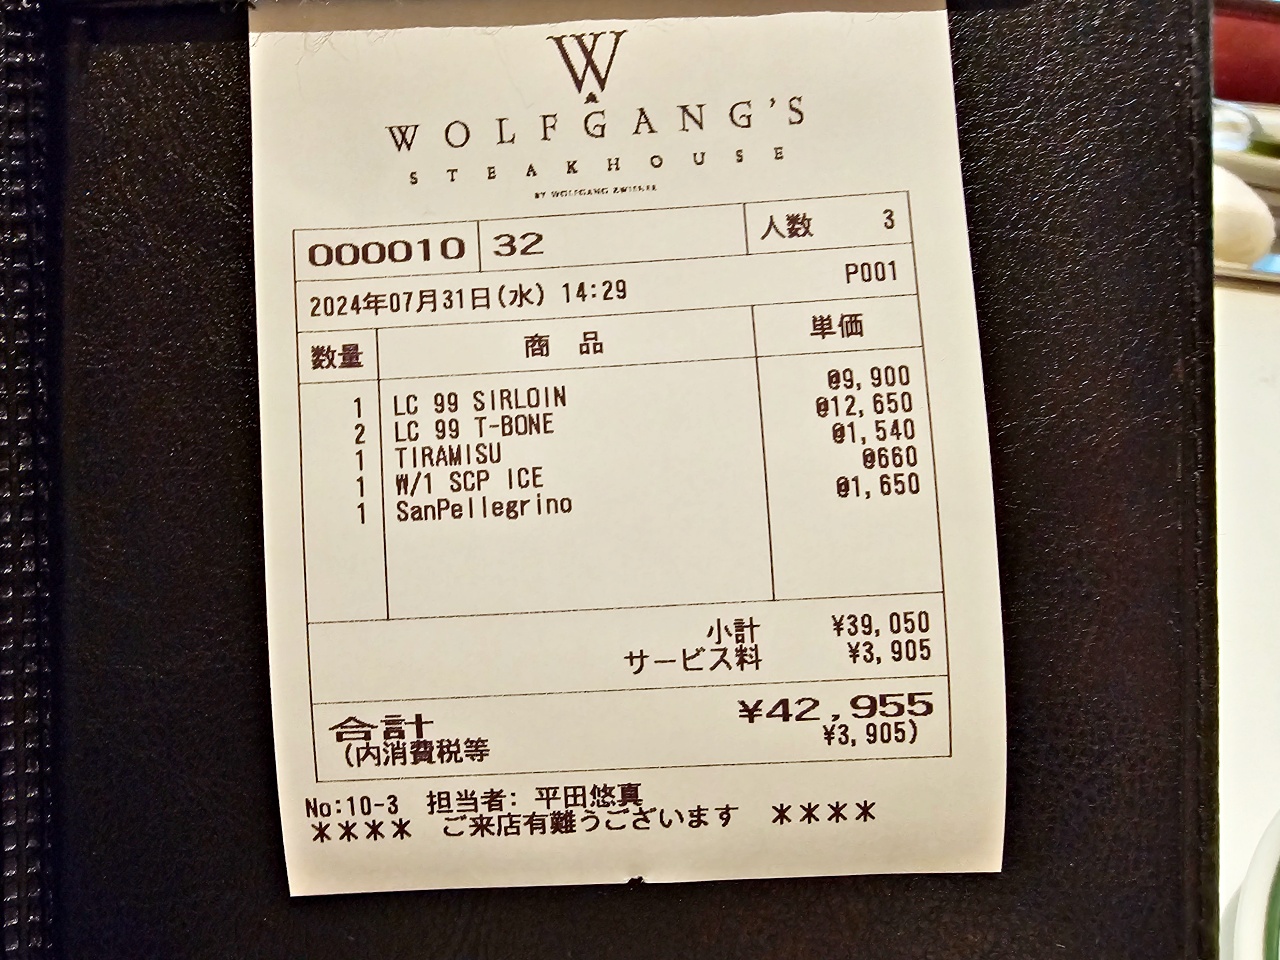 W
WOLFGANG'S
STEAKHOUSE
BY WOLFGANG ZWIENER
000010 32 人数 3
2024年07月31日(水) 14:29 P001
数量 商 品 単価
1 LC 99 SIRLOIN @9,900
2 LC 99 T-BONE @12,650
1 TIRAMISU @1,540
1 W/1 SCP ICE @660
1 SanPellegrino @1,650
小計 ¥39,050
サービス料 ¥3,905
合計 ¥42,955
(内消費税等 ¥3,905)
No:10-3 担当者: 平田悠真
**** ご来店有難うございます ****